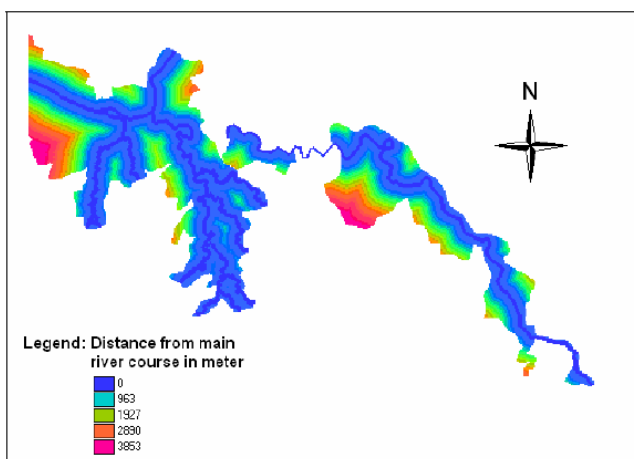 N
Legend: Distance from main
river course in meter
0
963
1927
2890
3853